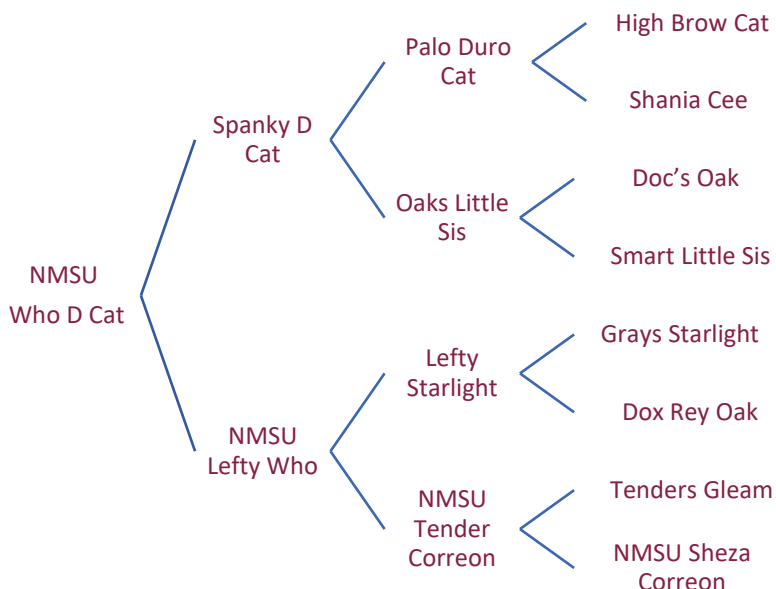 High Brow Cat
Palo Duro
Cat
Shania Cee
Spanky D
Cat
Doc’s Oak
Oaks Little
Sis
Smart Little Sis
NMSU
Who D Cat
Grays Starlight
Lefty
Starlight
Dox Rey Oak
NMSU
Lefty Who
Tenders Gleam
NMSU
Tender
Correon
NMSU Sheza
Correon